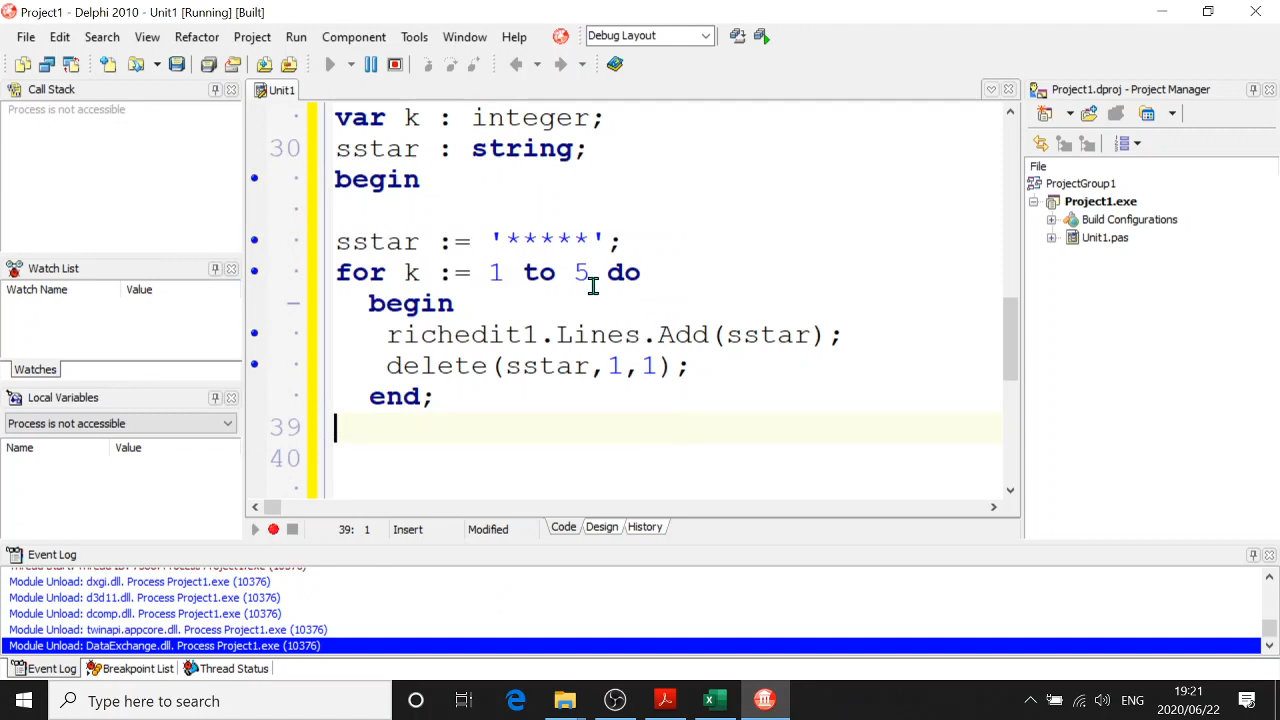 Project1 - Delphi 2010 - Unit1 [Running] [Built]
File Edit Search View Refactor Project Run Component Tools Window Help Debug Layout
Call Stack
Process is not accessible
Watch List
Watch Name Value
Watches
Local Variables
Process is not accessible
Name Value
Unit1
var k : integer;
30 sstar : string;
begin
sstar := '*****';
for k := 1 to 5 do
begin
richedit1.Lines.Add(sstar);
delete(sstar,1,1);
end;
39
40
39: 1 Insert Modified Code Design History
Project1.dproj - Project Manager
File
ProjectGroup1
Project1.exe
Build Configurations
Unit1.pas
Event Log
Module Unload: dxgi.dll. Process Project1.exe (10376)
Module Unload: d3d11.dll. Process Project1.exe (10376)
Module Unload: dcomp.dll. Process Project1.exe (10376)
Module Unload: twinapi.appcore.dll. Process Project1.exe (10376)
Module Unload: DataExchange.dll. Process Project1.exe (10376)
Event Log Breakpoint List Thread Status
Type here to search
ENG
19:21
2020/06/22